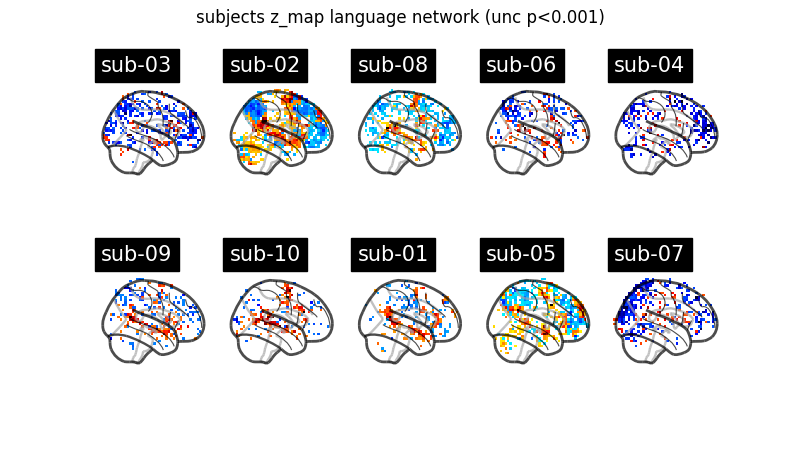 subjects z_map language network (unc p<0.001)
sub-03
sub-02
sub-08
sub-06
sub-04
sub-09
sub-10
sub-01
sub-05
sub-07